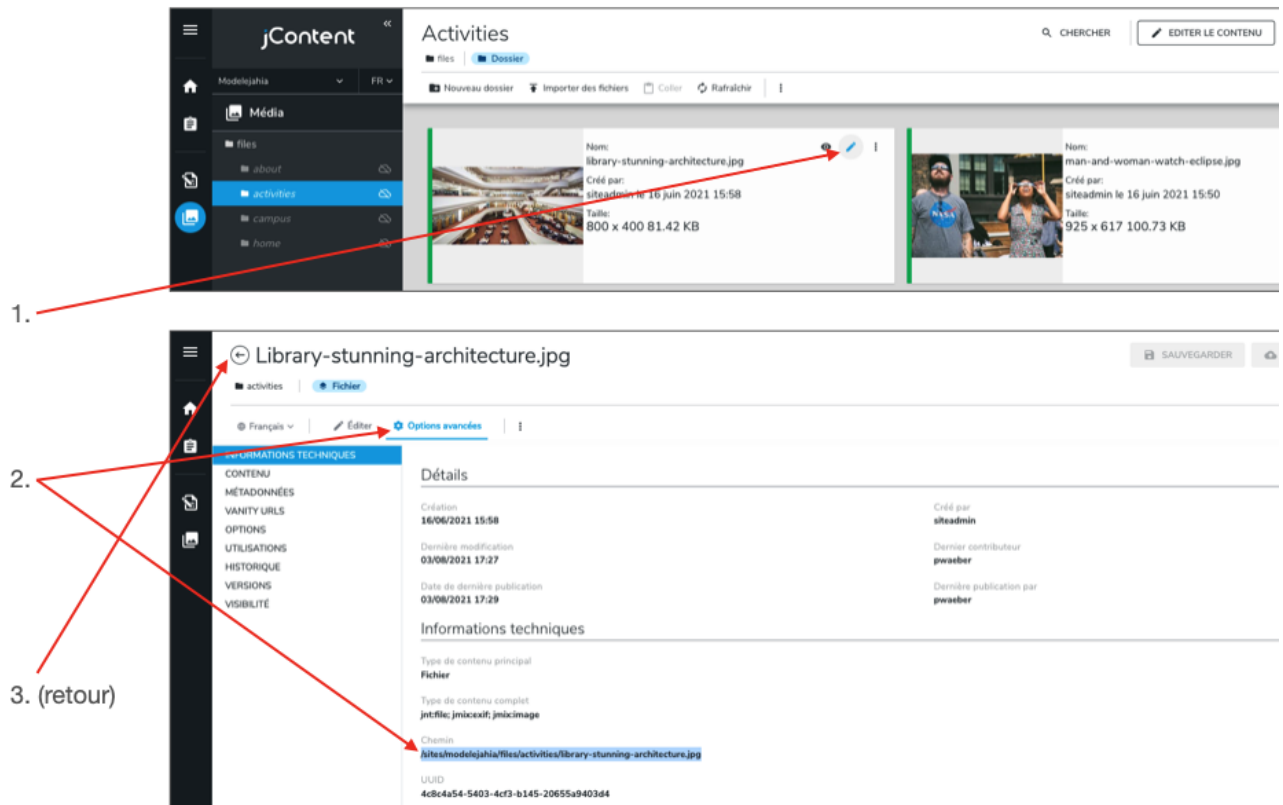 jContent «
Activities
CHERCHER
EDITER LE CONTENU
files
Dossier
Modelejahia
FR
Nouveau dossier
Importer des fichiers
Coller
Rafraîchir
Média
files
about
activities
campus
home
Nom:
library-stunning-architecture.jpg
Créé par:
siteadmin le 16 juin 2021 15:58
Taille:
800 x 400 81.42 KB
NASA
Nom:
man-and-woman-watch-eclipse.jpg
Créé par:
siteadmin le 16 juin 2021 15:50
Taille:
925 x 617 100.73 KB
1.
Library-stunning-architecture.jpg
SAUVEGARDER
activities
Fichier
Français
Éditer
Options avancées
2.
INFORMATIONS TECHNIQUES
CONTENU
MÉTADONNÉES
VANITY URLS
OPTIONS
UTILISATIONS
HISTORIQUE
VERSIONS
VISIBILITÉ
Détails
Création
16/06/2021 15:58
Créé par
siteadmin
Dernière modification
03/08/2021 17:27
Dernier contributeur
pwaeber
Date de dernière publication
03/08/2021 17:29
Dernière publication par
pwaeber
3. (retour)
Informations techniques
Type de contenu principal
Fichier
Type de contenu complet
jnt:file; jmix:exif; jmix:image
Chemin
/sites/modelejahia/files/activities/library-stunning-architecture.jpg
UUID
4c8c4a54-5403-4cf3-b145-20655a9403d4